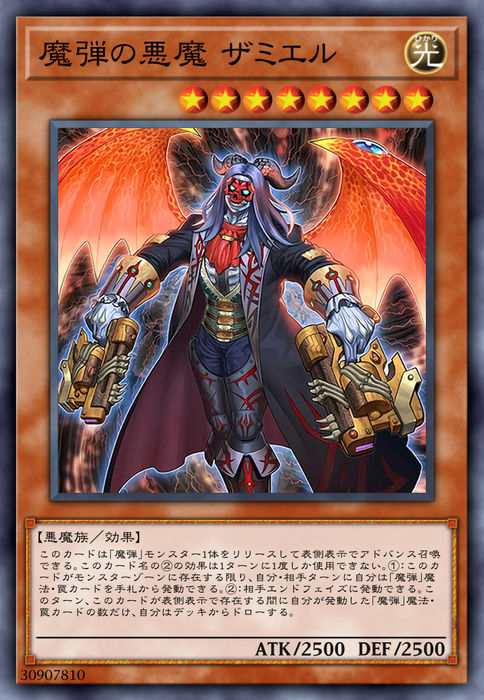 魔弾の悪魔 ザミエル
ひかり
光
【悪魔族／効果】
このカードは「魔弾」モンスター1体をリリースして表側表示でアドバンス召喚
できる。このカード名の②の効果は1ターンに1度しか使用できない。①：このカ
ードがモンスターゾーンに存在する限り、自分・相手ターンに自分は「魔弾」魔
法・罠カードを手札から発動できる。②：相手エンドフェイズに発動できる。こ
のターン、このカードが表側表示で存在する間に自分が発動した「魔弾」魔法・
罠カードの数だけ、自分はデッキからドローする。
ATK/2500 DEF/2500
30907810